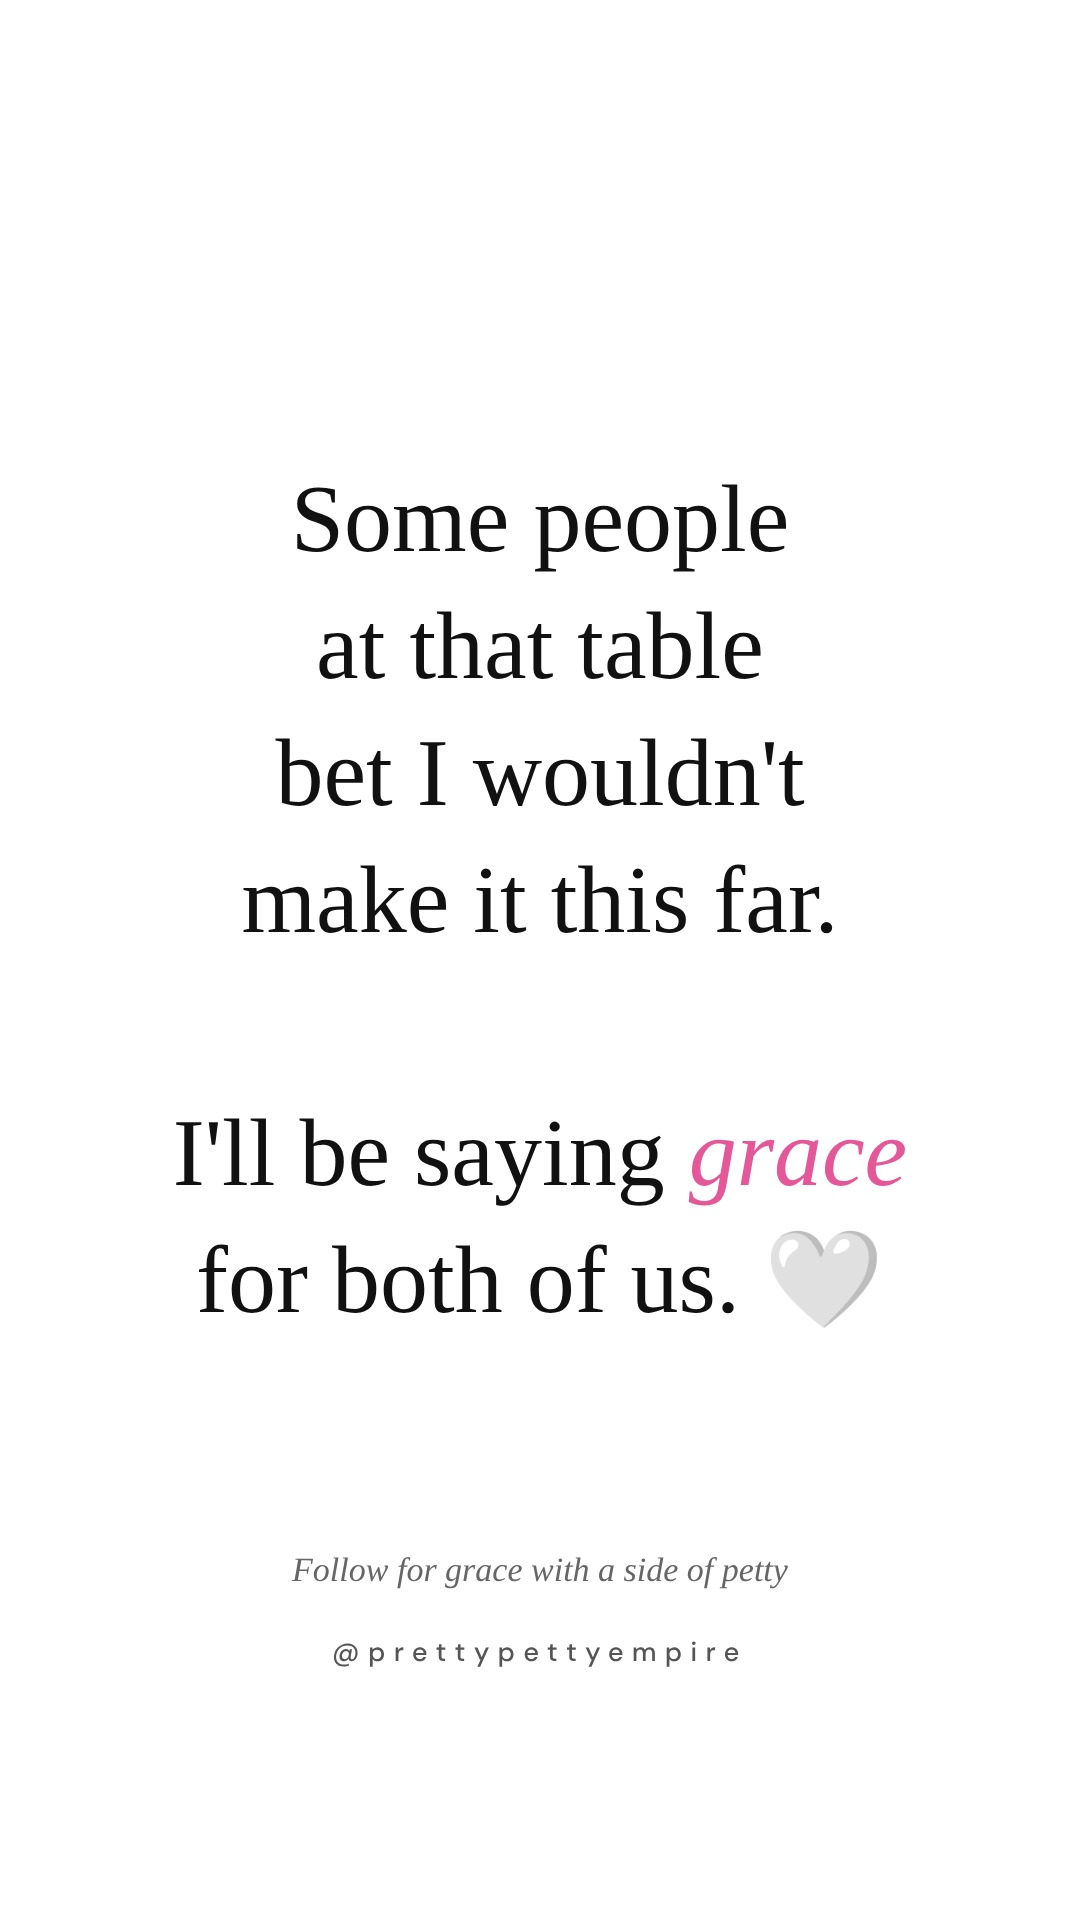 Some people
at that table
bet I wouldn't
make it this far.
I'll be saying grace
for both of us. 🤍
Follow for grace with a side of petty
@prettypettyempire